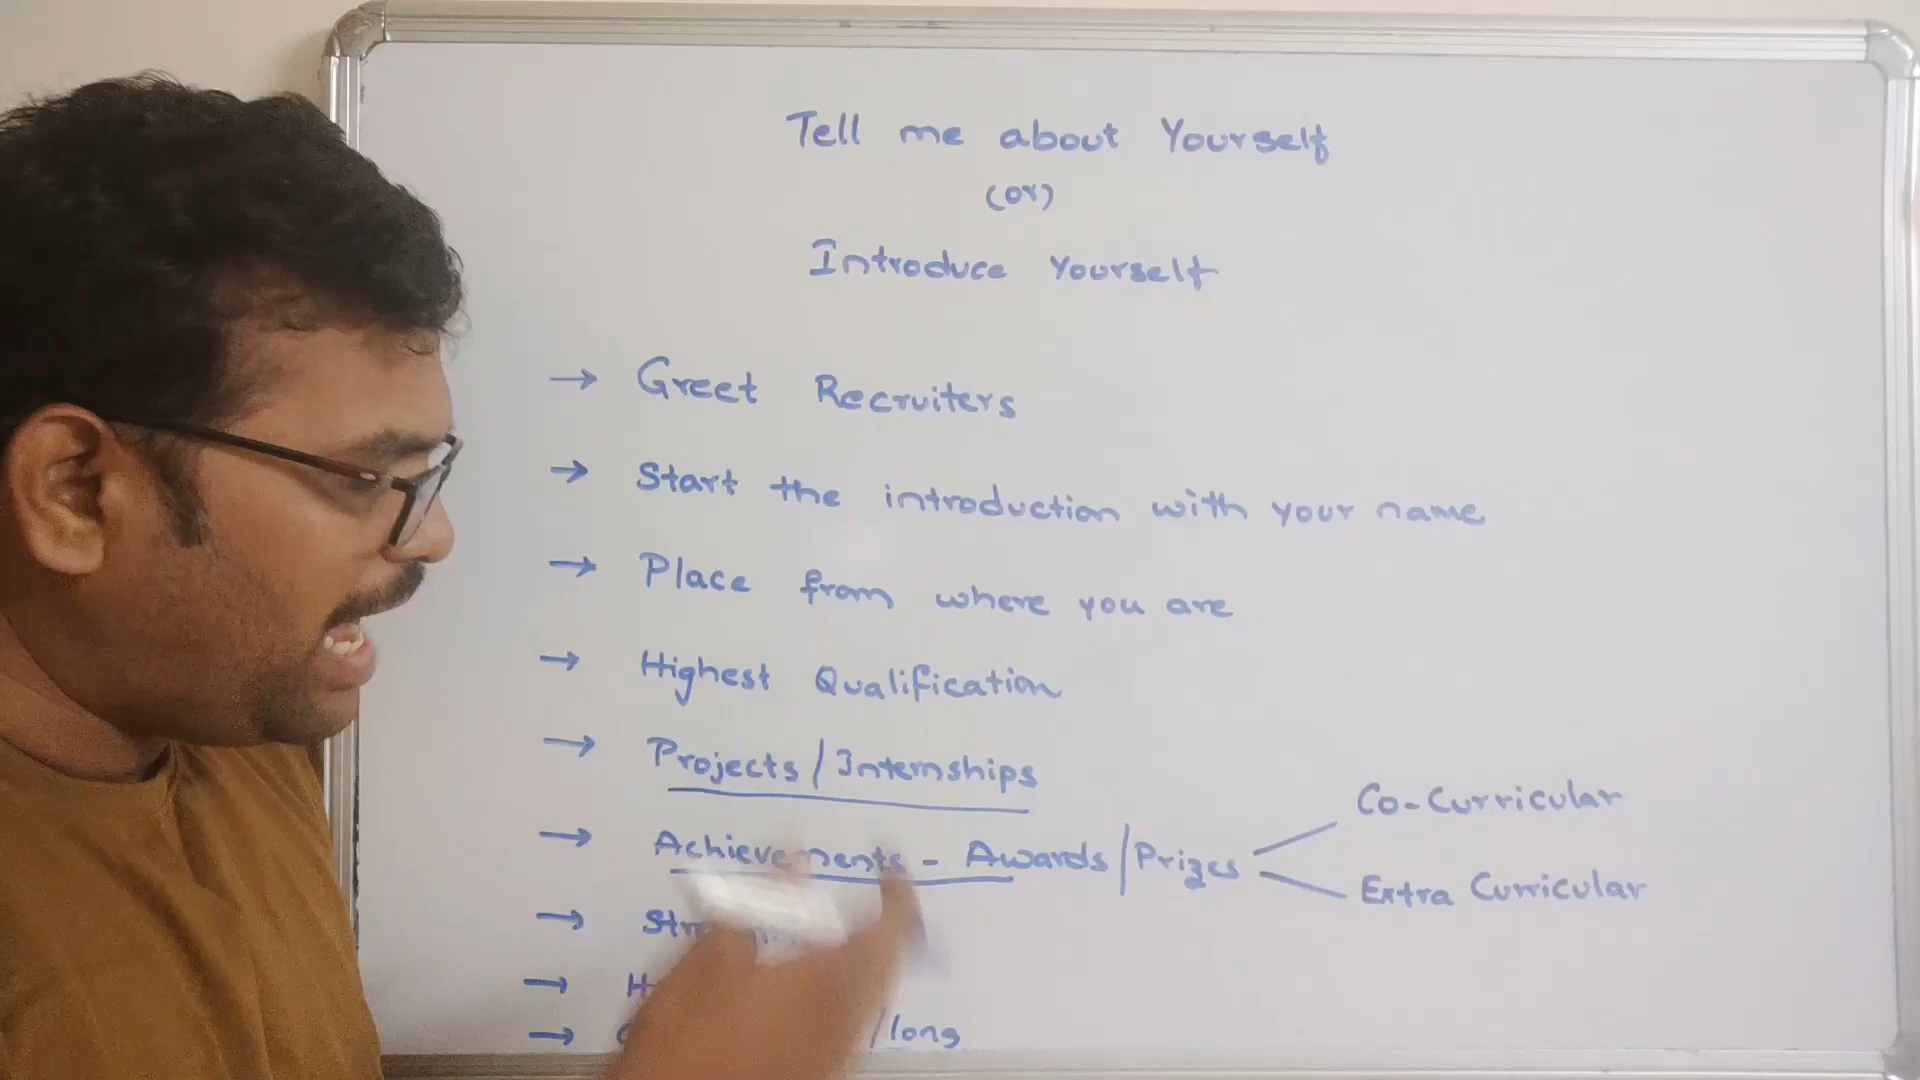 Tell me about Yourself
(or)
Introduce Yourself
→ Greet Recruiters
→ Start the introduction with your name
→ Place from where you are
→ Highest Qualification
→ Projects/Internships
→ Achievements - Awards/Prizes
Co-Curricular
Extra Curricular
→
→
→ /long